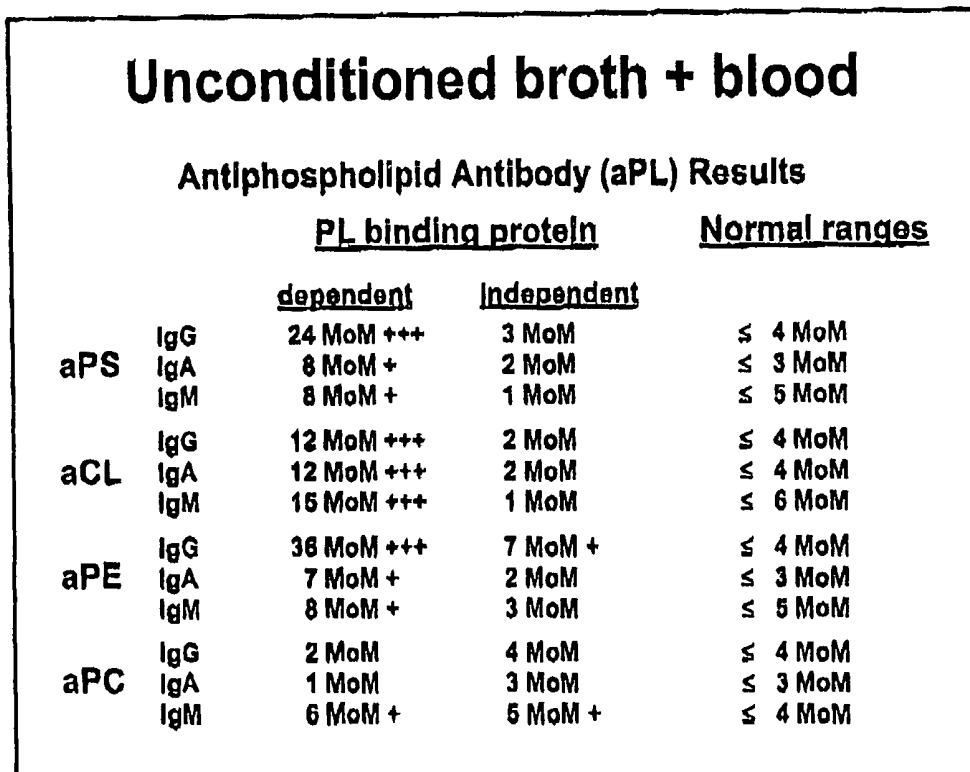 Unconditioned broth + blood
Antiphospholipid Antibody (aPL) Results
PL binding protein Normal ranges
dependent Independent
aPS IgG 24 MoM +++ 3 MoM ≤ 4 MoM
IgA 8 MoM + 2 MoM ≤ 3 MoM
IgM 8 MoM + 1 MoM ≤ 5 MoM
aCL IgG 12 MoM +++ 2 MoM ≤ 4 MoM
IgA 12 MoM +++ 2 MoM ≤ 4 MoM
IgM 15 MoM +++ 1 MoM ≤ 6 MoM
aPE IgG 36 MoM +++ 7 MoM + ≤ 4 MoM
IgA 7 MoM + 2 MoM ≤ 3 MoM
IgM 8 MoM + 3 MoM ≤ 5 MoM
aPC IgG 2 MoM 4 MoM ≤ 4 MoM
IgA 1 MoM 3 MoM ≤ 3 MoM
IgM 6 MoM + 5 MoM + ≤ 4 MoM